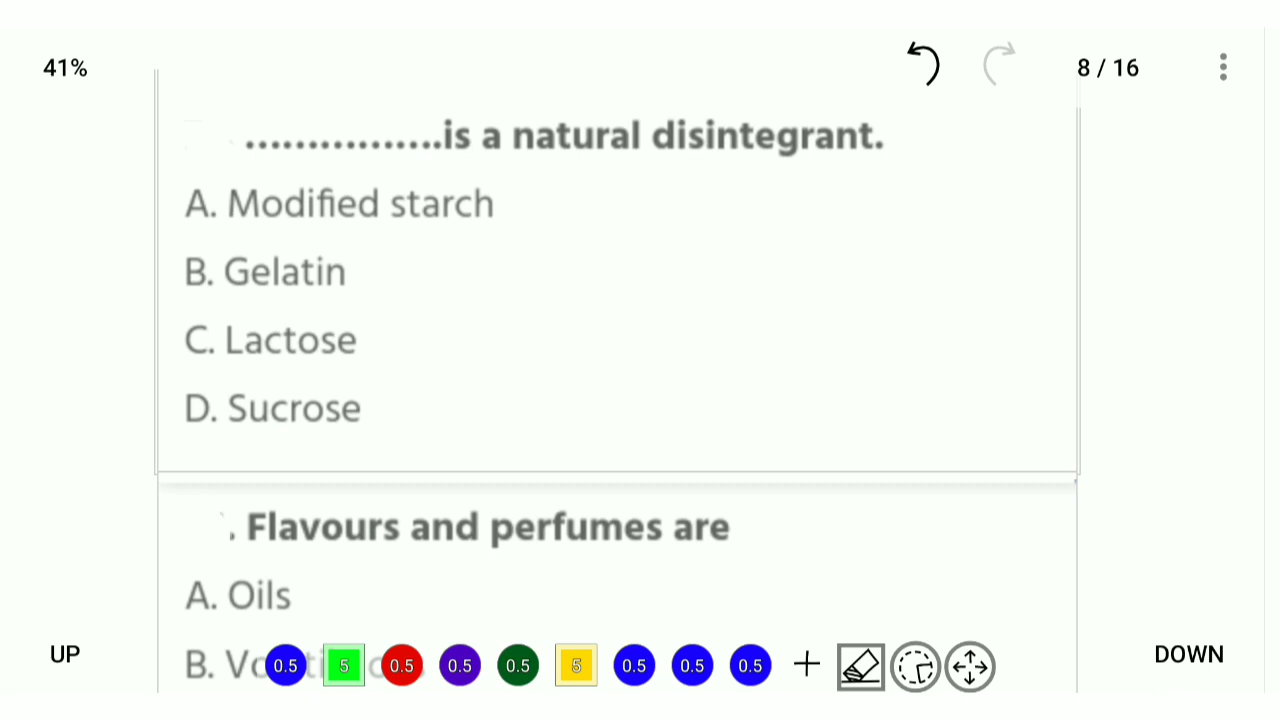 41%
8 / 16
................is a natural disintegrant.
A. Modified starch
B. Gelatin
C. Lactose
D. Sucrose
. Flavours and perfumes are
A. Oils
UP
B.
0.5 5 0.5 0.5 0.5 5 0.5 0.5 0.5 +
DOWN